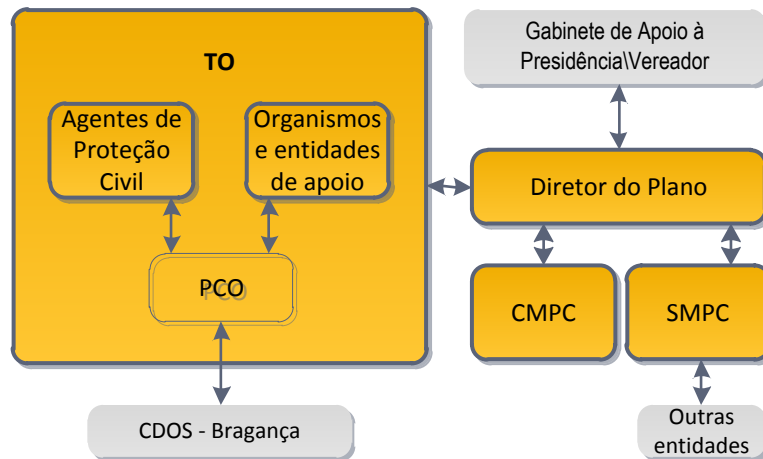 TO
Agentes de
Proteção
Civil
Organismos
e entidades
de apoio
PCO
CDOS - Bragança
Gabinete de Apoio à
Presidência\Vereador
Diretor do Plano
CMPC
SMPC
Outras
entidades